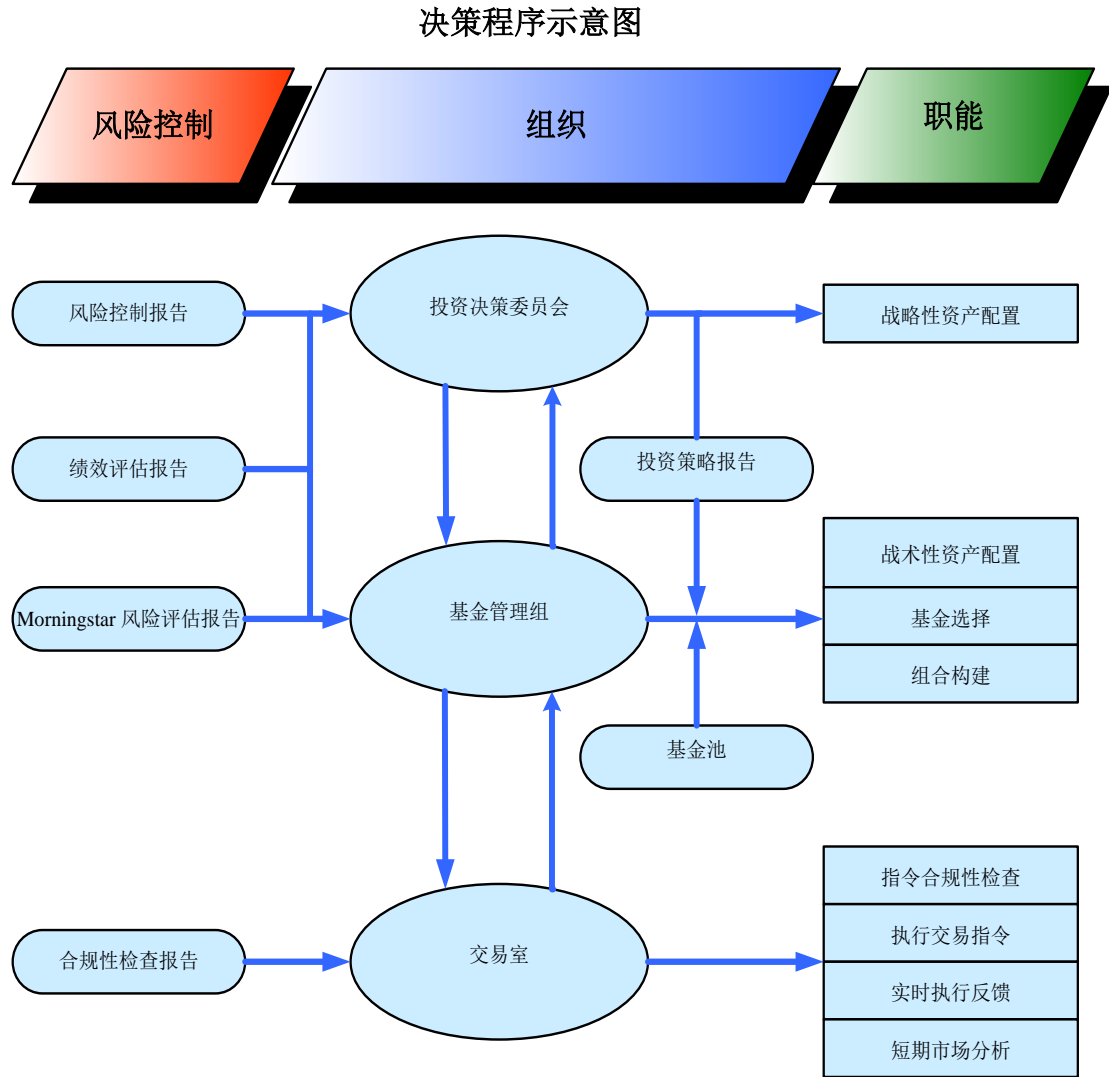 决策程序示意图
风险控制
组织
职能
风险控制报告
投资决策委员会
战略性资产配置
绩效评估报告
投资策略报告
Morningstar 风险评估报告
基金管理组
战术性资产配置
基金选择
组合构建
基金池
合规性检查报告
交易室
指令合规性检查
执行交易指令
实时执行反馈
短期市场分析